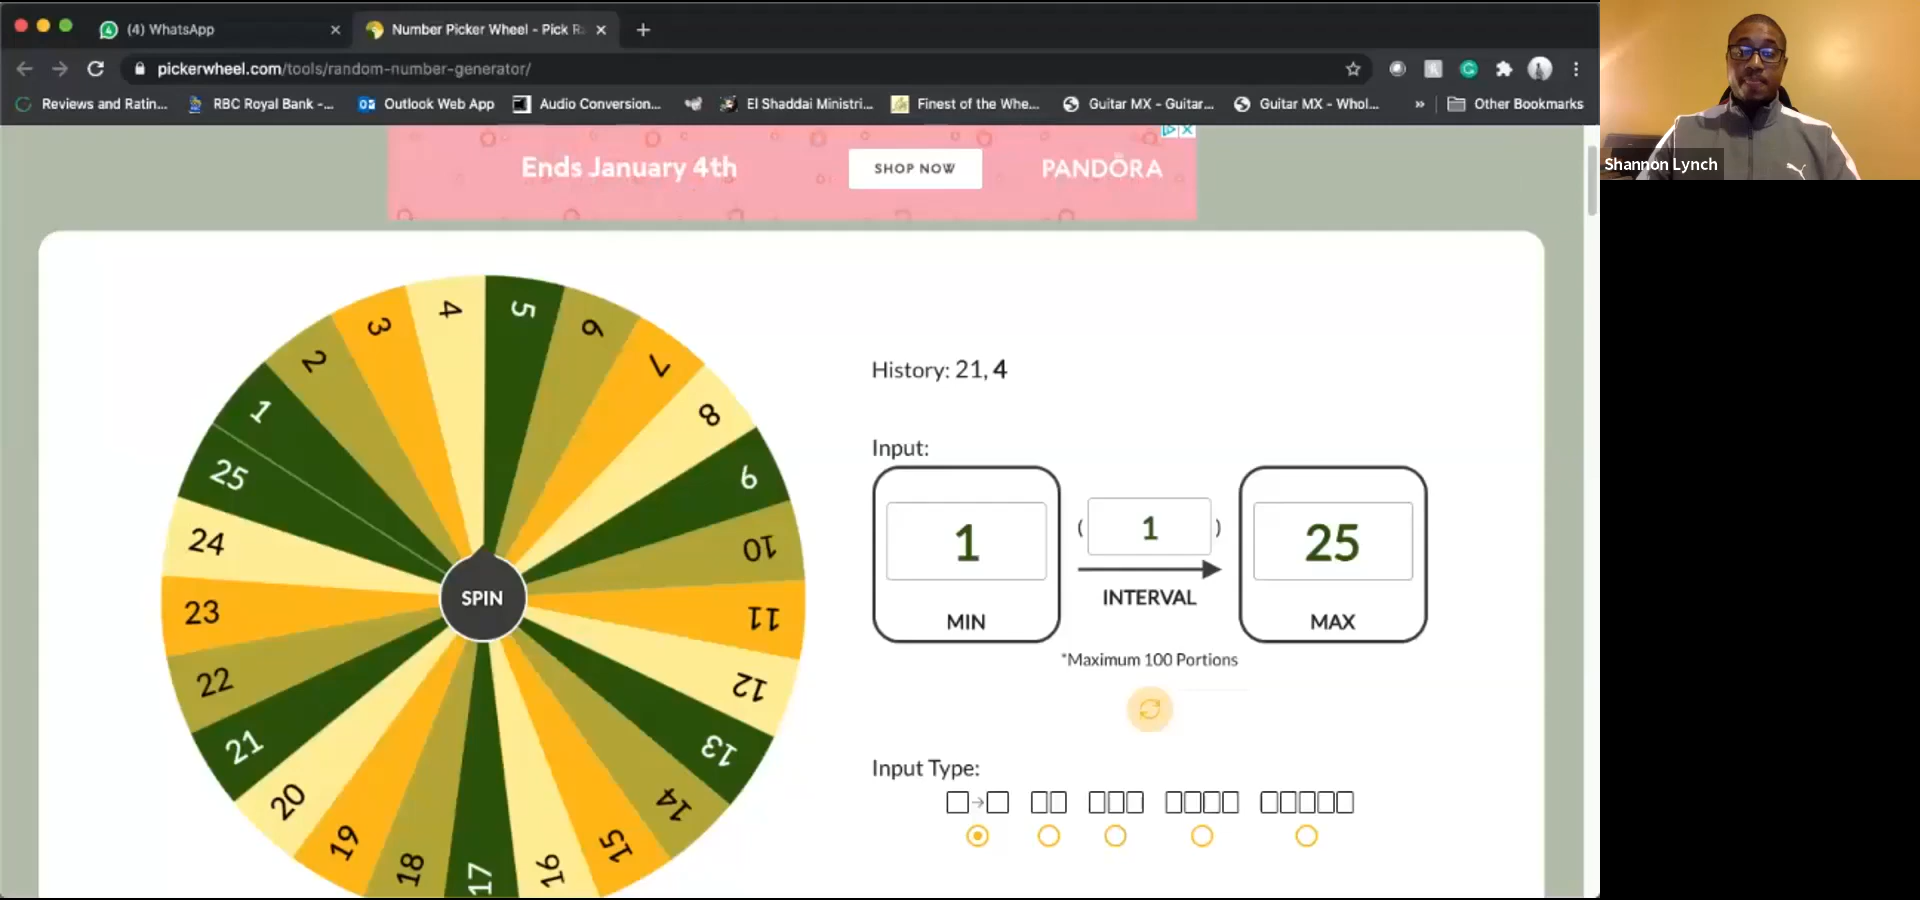 (4) WhatsApp
Number Picker Wheel - Pick R
pickerwheel.com/tools/random-number-generator/
Reviews and Ratin...
RBC Royal Bank -...
Outlook Web App
Audio Conversion...
El Shaddai Ministri...
Finest of the Whe...
Guitar MX - Guitar...
Guitar MX - Whol...
»
Other Bookmarks
Shannon Lynch
Ends January 4th
SHOP NOW
PANDÖRA
1
2
3
4
5
6
7
8
9
10
11
12
13
14
15
16
17
18
19
20
21
22
23
24
25
SPIN
History: 21, 4
Input:
1
MIN
( 1 )
INTERVAL
25
MAX
*Maximum 100 Portions
Input Type: